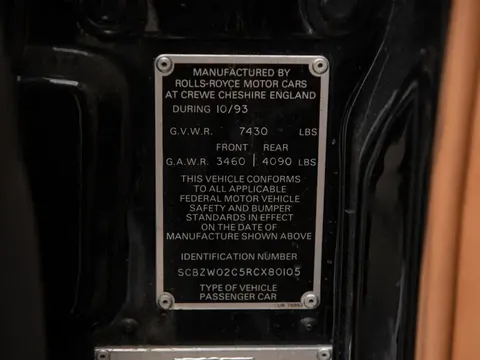 MANUFACTURED BY
ROLLS-ROYCE MOTOR CARS
AT CREWE CHESHIRE ENGLAND
DURING 10/93
G.V.W.R. 7430 LBS
FRONT REAR
G.A.W.R. 3460 4090 LBS
THIS VEHICLE CONFORMS
TO ALL APPLICABLE
FEDERAL MOTOR VEHICLE
SAFETY AND BUMPER
STANDARDS IN EFFECT
ON THE DATE OF
MANUFACTURE SHOWN ABOVE
IDENTIFICATION NUMBER
SCBZW02C5RCX80105
TYPE OF VEHICLE
PASSENGER CAR